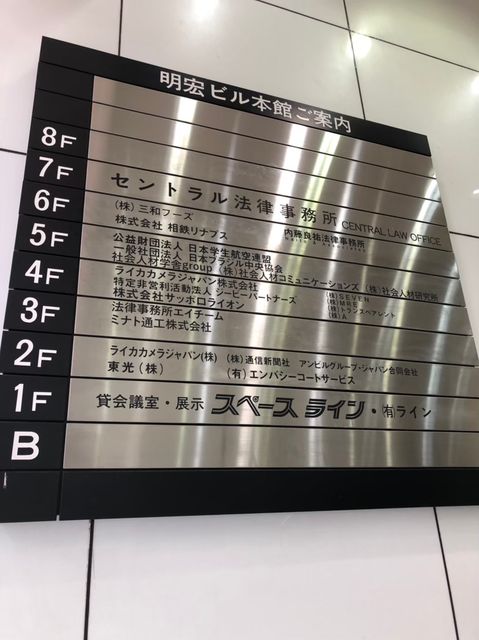 明宏ビル本館ご案内
8F
7F セントラル法律事務所 CENTRAL LAW OFFICE
6F (株)三和フーズ 内藤良祐法律事務所
株式会社 相鉄リナプス
5F 公益財団法人 日本学生航空連盟
一般社団法人 日本ブラジル中央協会
社会人材学舎group (株)社会人材コミュニケーションズ (株)社会人材研究所
4F ライカカメラジャパン株式会社 (株)SEVEN
特定非営利活動法人 ジービーパートナーズ (株)MRE
株式会社サッポロライオン (株)トランスペアレント
3F 法律事務所エイチーム (株)A
ミナト通工株式会社
2F ライカカメラジャパン(株) (株)通信新聞社 アンビルグループ・ジャパン合同会社
東光(株) (有)エンバシーコートサービス
1F 貸会議室・展示 スペース ライン・(有)ライン
B